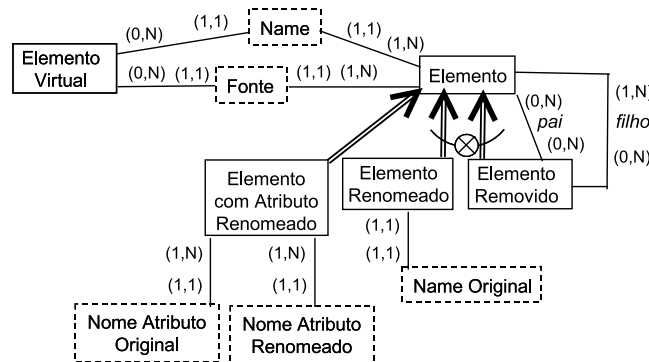 (0,N)
(1,1)
Name
(1,1)
(1,N)
Elemento
Virtual
(0,N) (1,1)
Fonte
(1,1) (1,N)
Elemento
(0,N)
pai
(0,N)
(1,N)
filho
(0,N)
Elemento
com Atributo
Renomeado
Elemento
Renomeado
Elemento
Removido
(1,N)
(1,1)
(1,N)
(1,1)
(1,1)
(1,1)
Name Original
Nome Atributo
Original
Nome Atributo
Renomeado